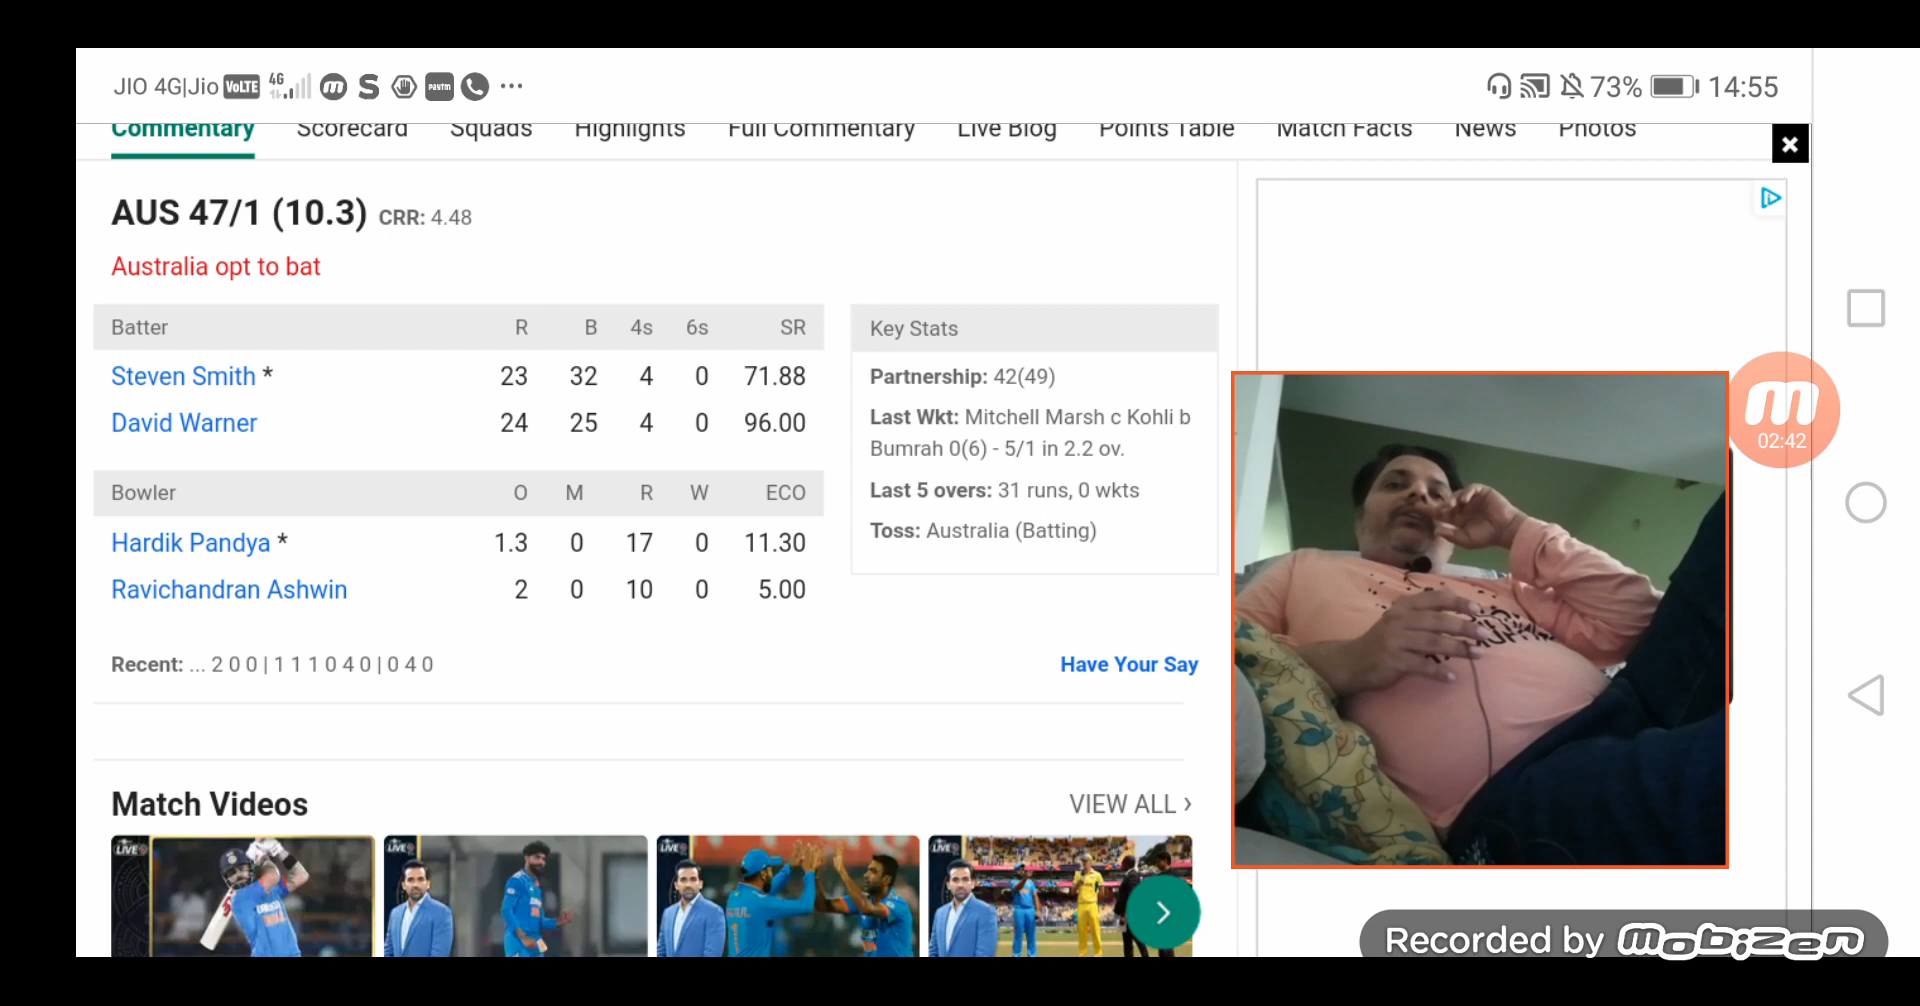 JIO 4G|Jio VoLTE 4G m S paytm ... 73% 14:55
Commentary Scorecard Squads Highlights Full Commentary Live Blog Points Table Match Facts News Photos
AUS 47/1 (10.3) CRR: 4.48
Australia opt to bat
Batter R B 4s 6s SR
Steven Smith * 23 32 4 0 71.88
David Warner 24 25 4 0 96.00
Bowler O M R W ECO
Hardik Pandya * 1.3 0 17 0 11.30
Ravichandran Ashwin 2 0 10 0 5.00
Key Stats
Partnership: 42(49)
Last Wkt: Mitchell Marsh c Kohli b
Bumrah 0(6) - 5/1 in 2.2 ov.
Last 5 overs: 31 runs, 0 wkts
Toss: Australia (Batting)
Recent: ... 2 0 0 | 1 1 1 0 4 0 | 0 4 0
Have Your Say
m
02:42
Match Videos
VIEW ALL ›
LIVE LIVE LIVE LIVE
Recorded by mobizen